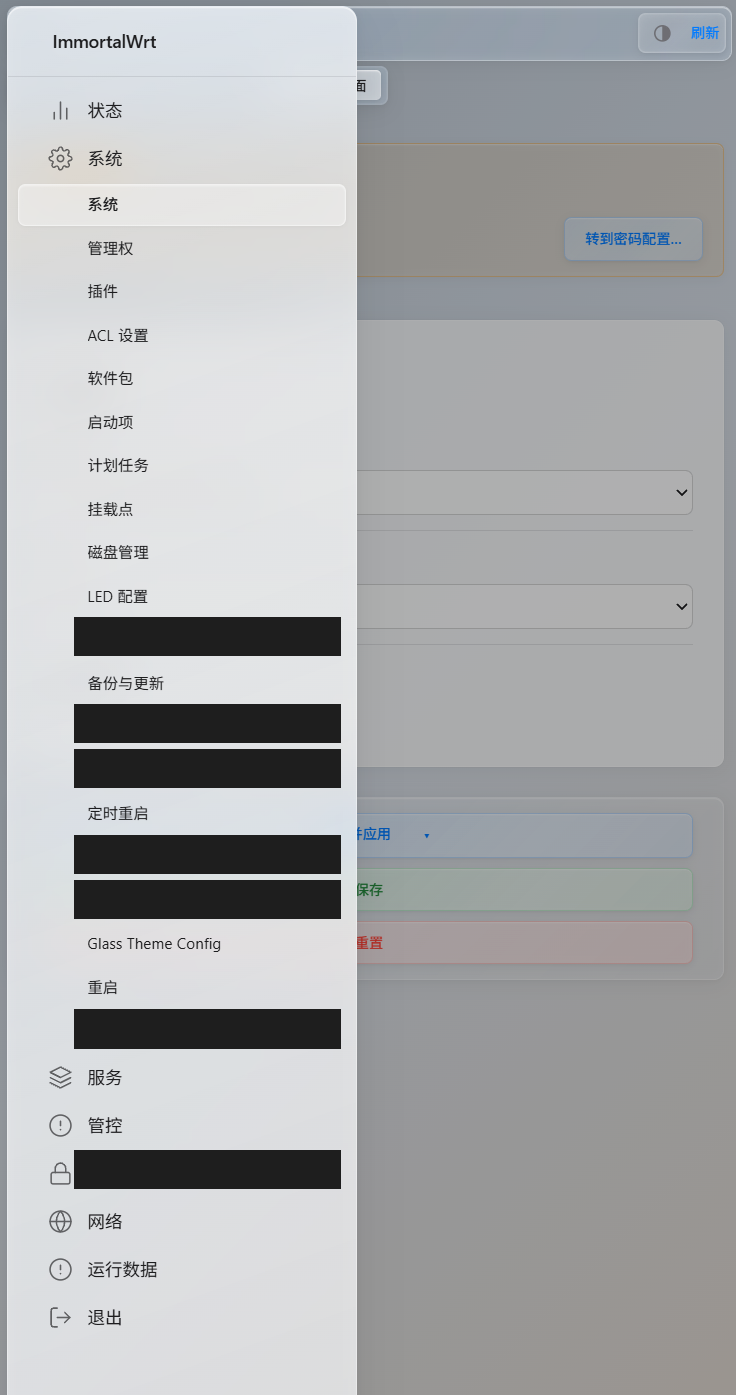 ImmortalWrt
刷新
面
状态
系统
系统
管理权
转到密码配置...
插件
ACL 设置
软件包
启动项
计划任务
挂载点
磁盘管理
LED 配置
备份与更新
定时重启
并应用
保存
Glass Theme Config
重置
重启
服务
管控
网络
运行数据
退出